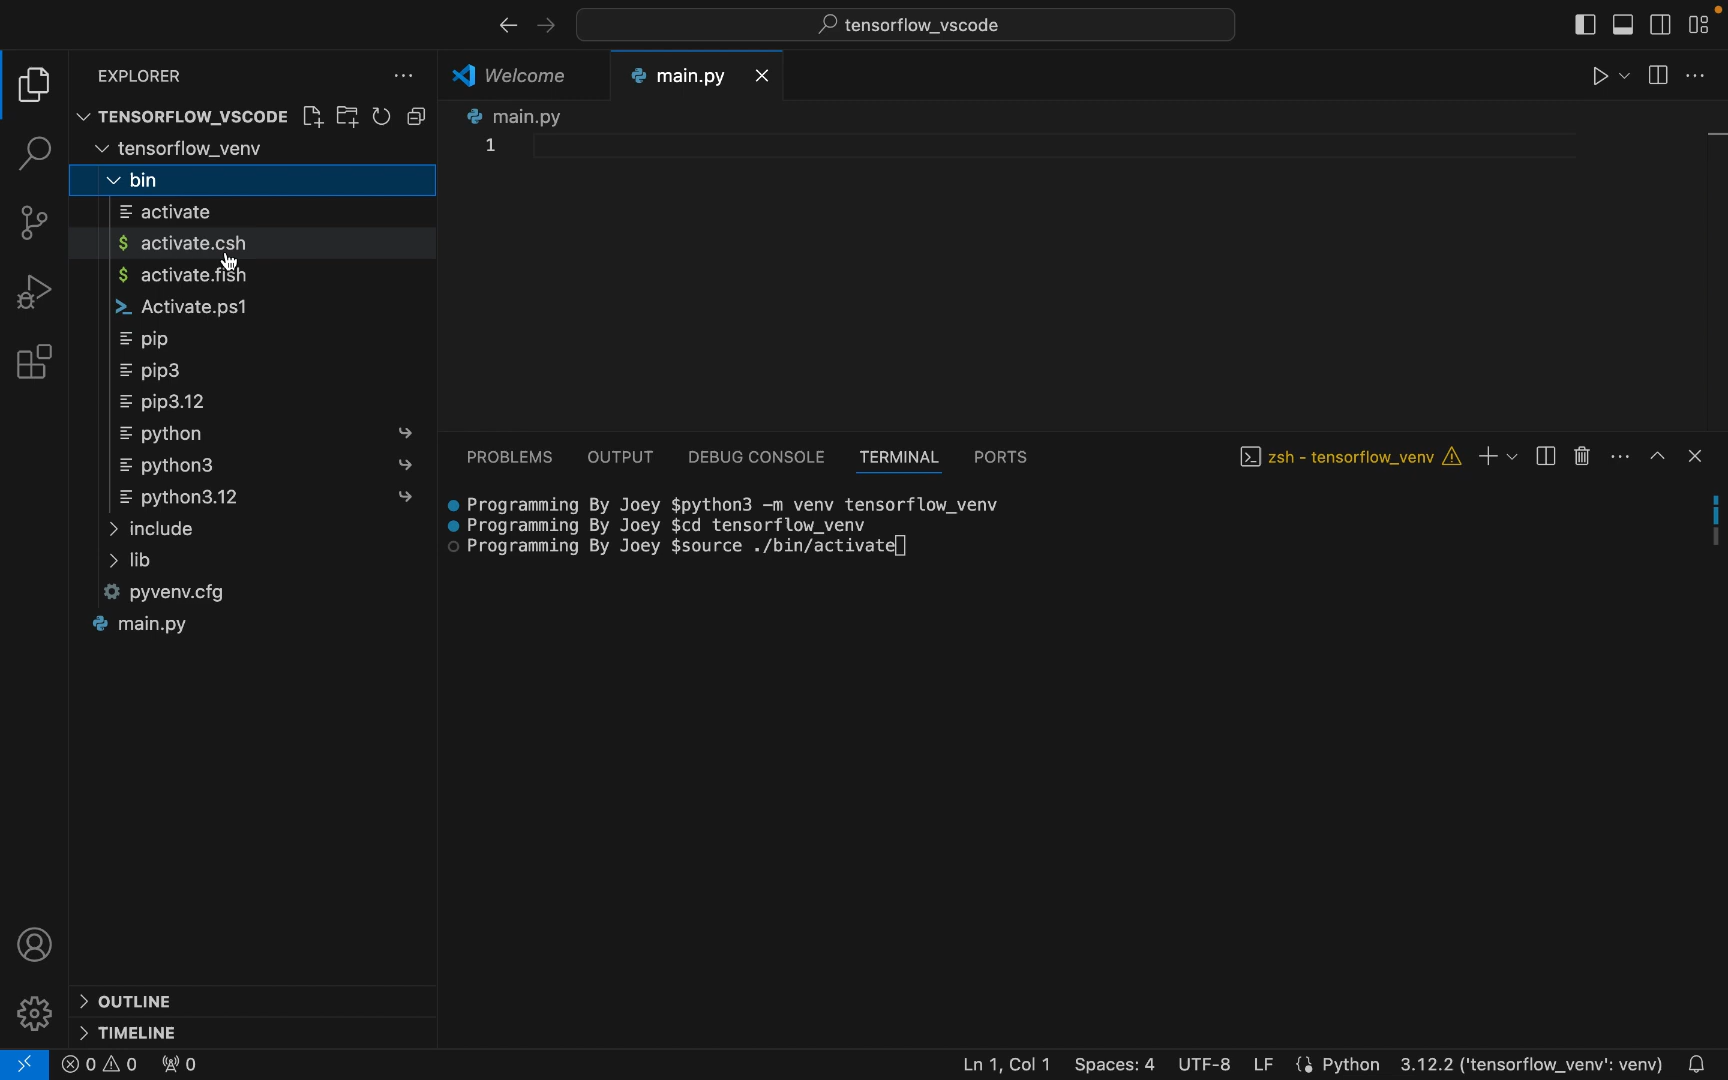 tensorflow_vscode
EXPLORER
TENSORFLOW_VSCODE
tensorflow_venv
bin
activate
activate.csh
activate.fish
Activate.ps1
pip
pip3
pip3.12
python
python3
python3.12
include
lib
pyvenv.cfg
main.py
OUTLINE
TIMELINE
Welcome
main.py
main.py
1
PROBLEMS OUTPUT DEBUG CONSOLE TERMINAL PORTS
zsh - tensorflow_venv
Programming By Joey $python3 -m venv tensorflow_venv
Programming By Joey $cd tensorflow_venv
Programming By Joey $source ./bin/activate
0 0 0
Ln 1, Col 1 Spaces: 4 UTF-8 LF Python 3.12.2 ('tensorflow_venv': venv)